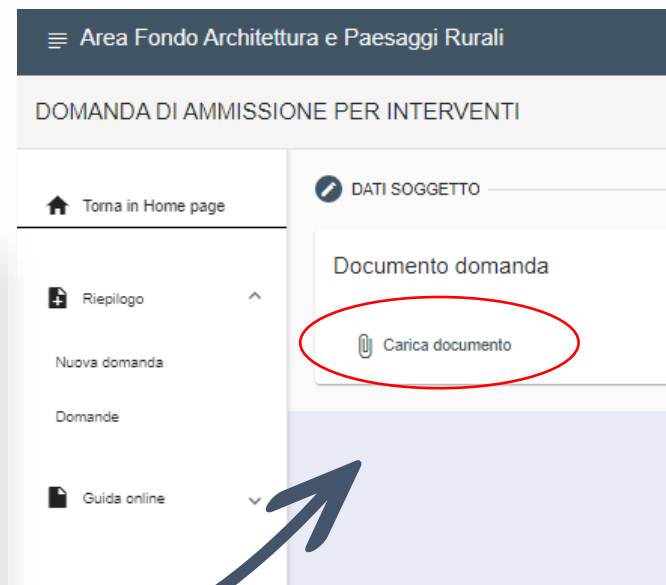 Area Fondo Architettura e Paesaggi Rurali
DOMANDA DI AMMISSIONE PER INTERVENTI
Torna in Home page
Riepilogo
Nuova domanda
Domande
Guida online
DATI SOGGETTO
Documento domanda
Carica documento